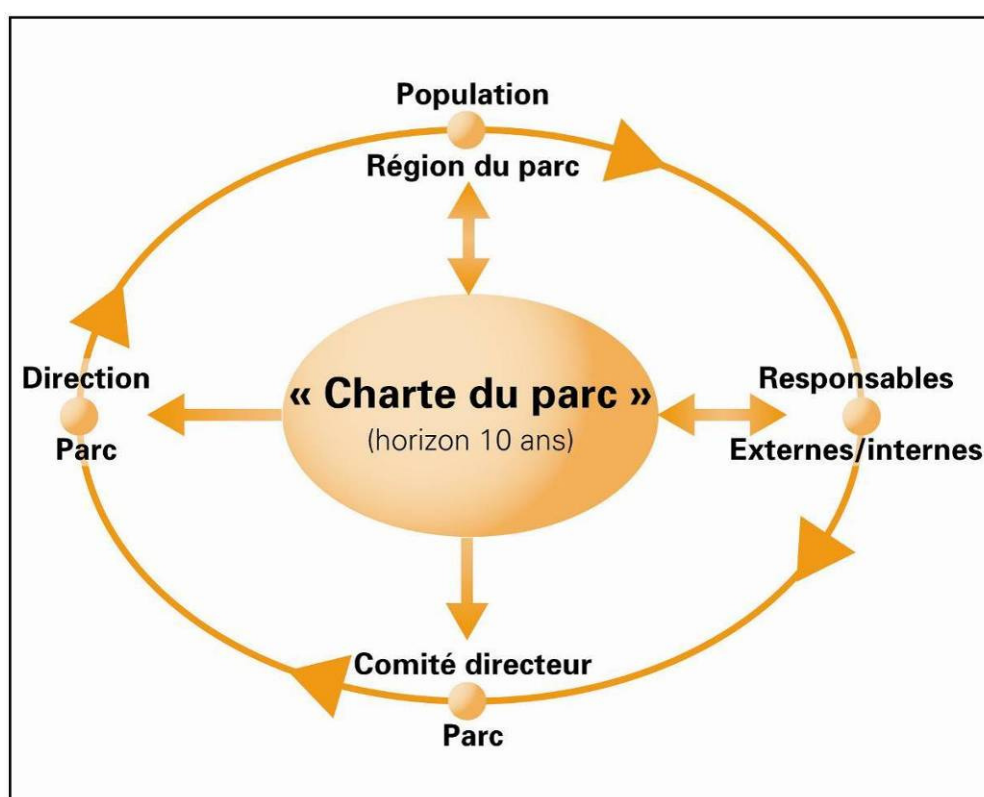 Population
Région du parc
Direction
Parc
« Charte du parc »
(horizon 10 ans)
Responsables
Externes/internes
Comité directeur
Parc